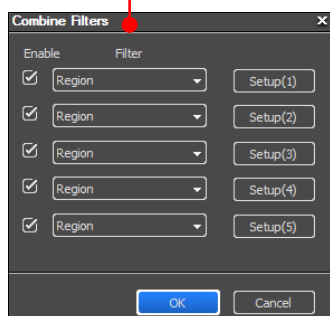 Combine Filters x
Enable Filter
Region Setup(1)
Region Setup(2)
Region Setup(3)
Region Setup(4)
Region Setup(5)
OK Cancel